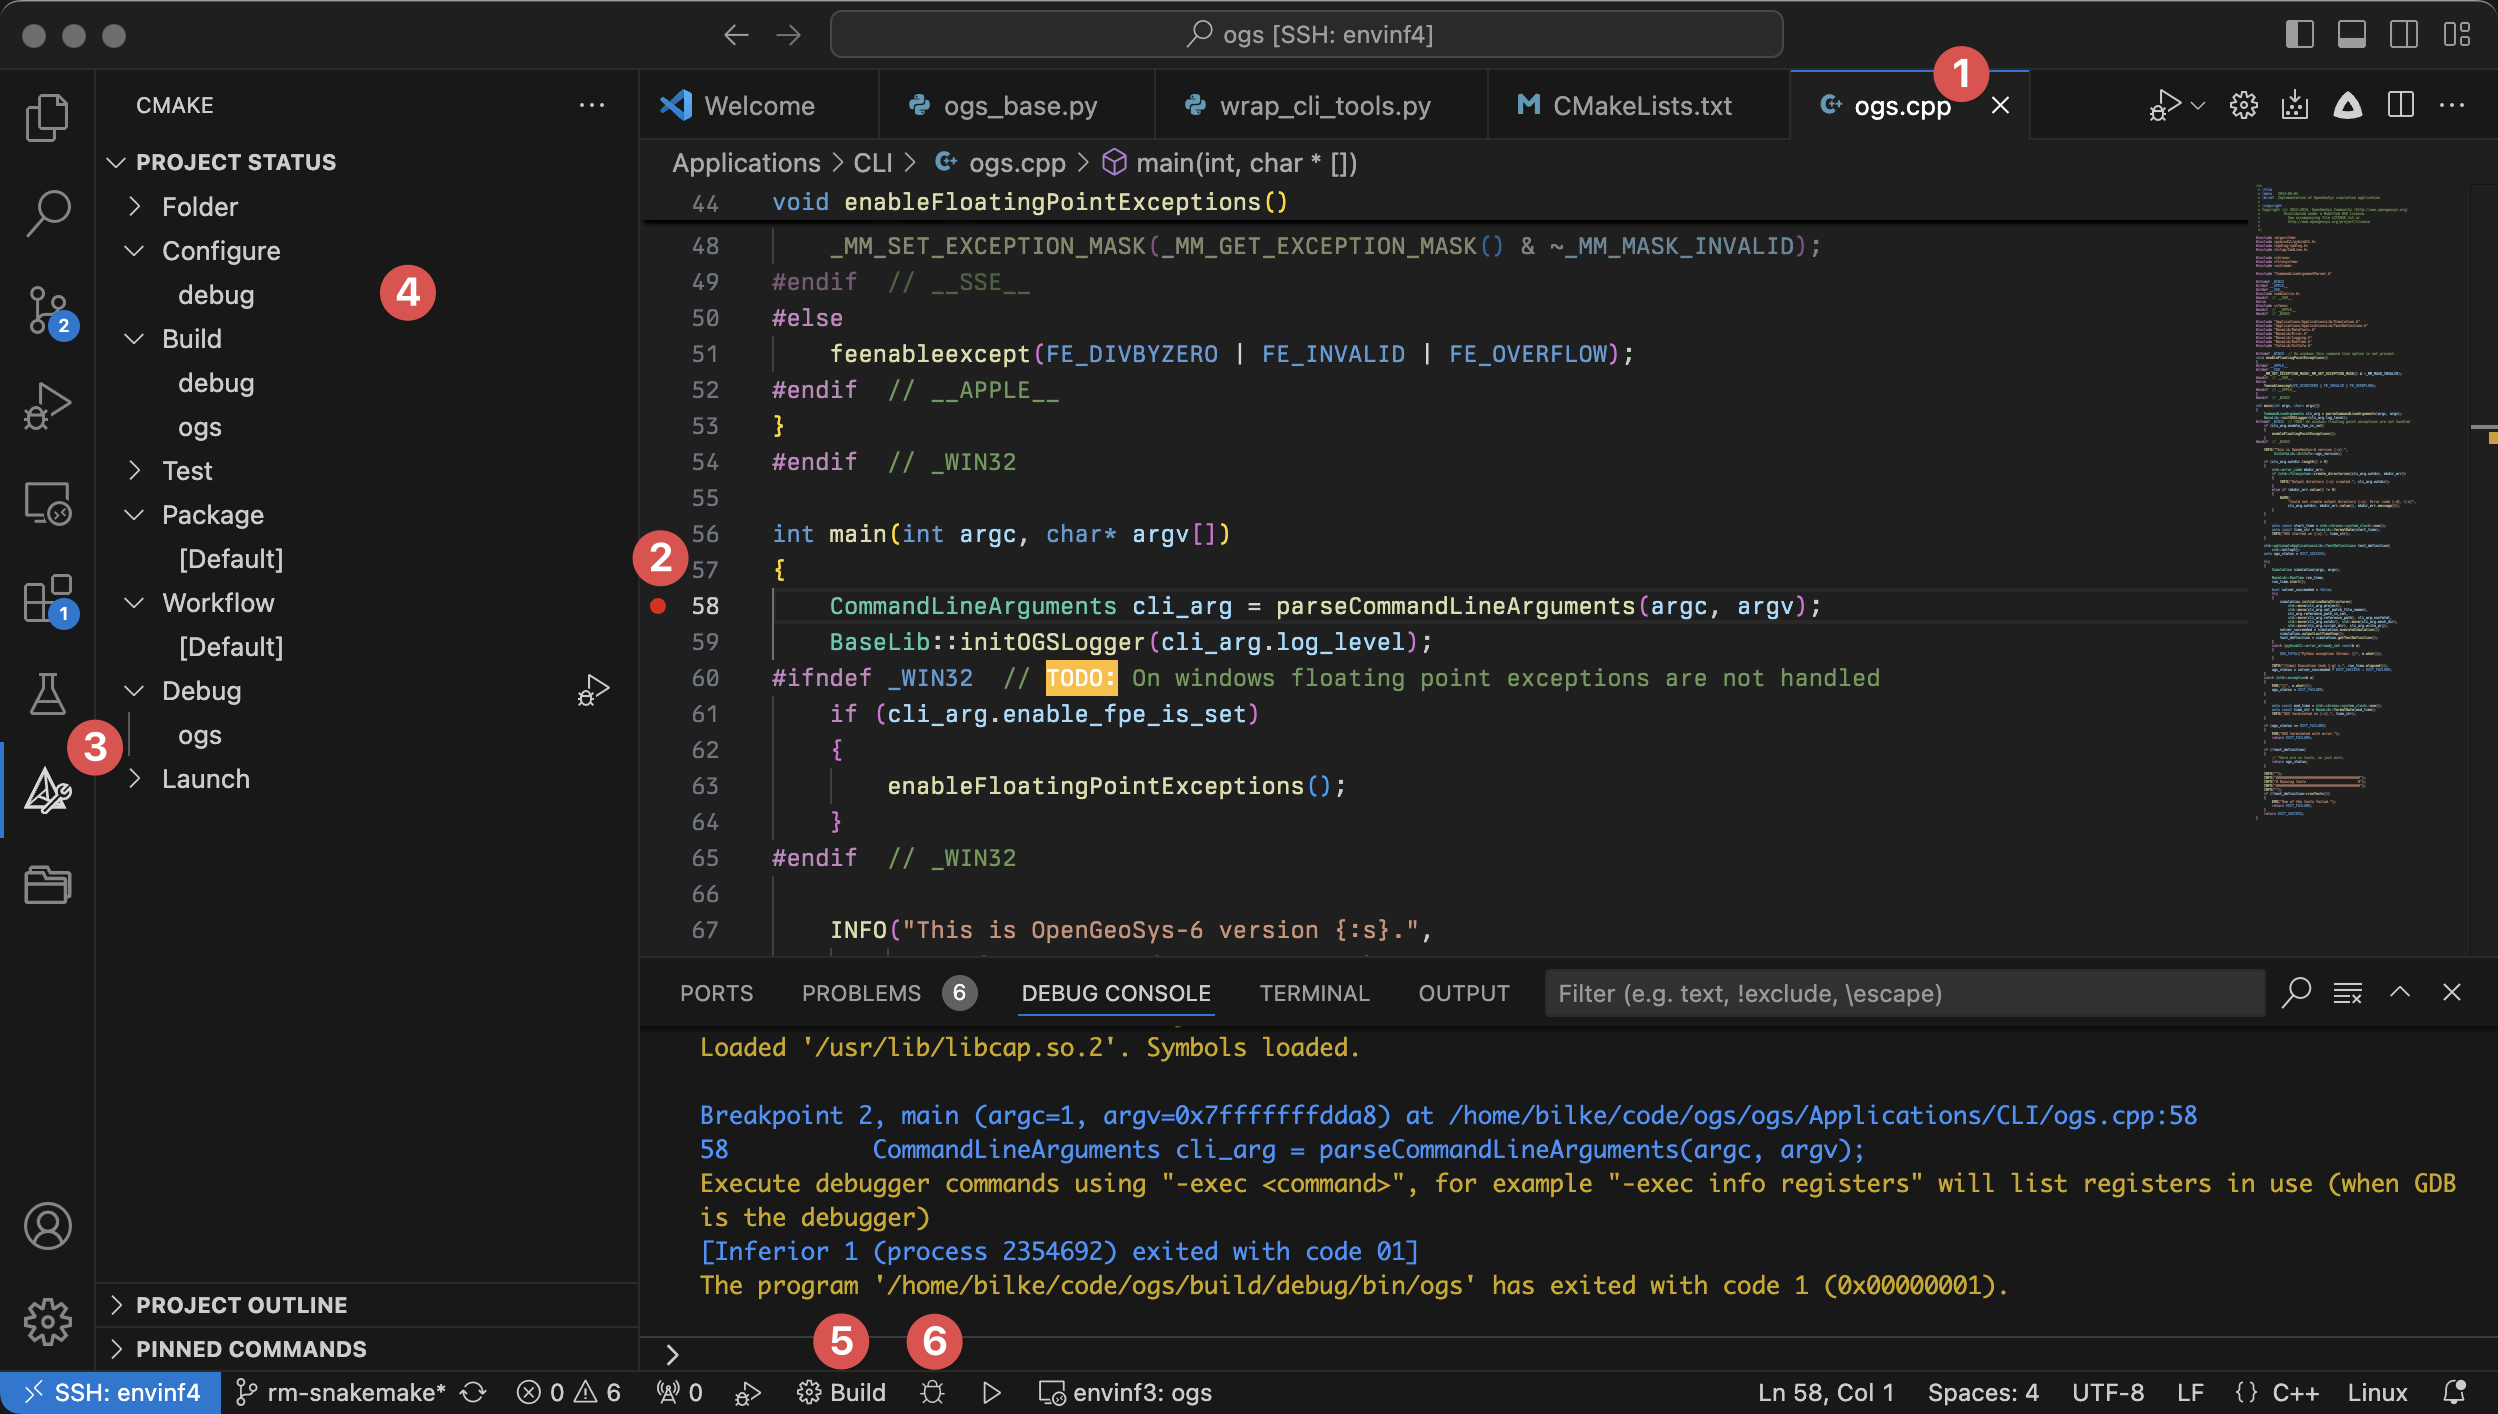 ogs [SSH: envinf4]
CMAKE
Welcome
ogs_base.py
wrap_cli_tools.py
CMakeLists.txt
ogs.cpp
1
PROJECT STATUS
Folder
Configure
debug
4
Build
debug
ogs
Test
Package
[Default]
Workflow
[Default]
Debug
ogs
Launch
2
1
3
PROJECT OUTLINE
PINNED COMMANDS
Applications > CLI > ogs.cpp > main(int, char * [])
44 void enableFloatingPointExceptions()
48 _MM_SET_EXCEPTION_MASK(_MM_GET_EXCEPTION_MASK() & ~_MM_MASK_INVALID);
49 #endif // __SSE__
50 #else
51 feenableexcept(FE_DIVBYZERO | FE_INVALID | FE_OVERFLOW);
52 #endif // __APPLE__
53 }
54 #endif // _WIN32
55
56 int main(int argc, char* argv[])
2
57 {
58 CommandLineArguments cli_arg = parseCommandLineArguments(argc, argv);
59 BaseLib::initOGSLogger(cli_arg.log_level);
60 #ifndef _WIN32 // TODO: On windows floating point exceptions are not handled
61 if (cli_arg.enable_fpe_is_set)
62 {
63 enableFloatingPointExceptions();
64 }
65 #endif // _WIN32
66
67 INFO("This is OpenGeoSys-6 version {:s}.",
PORTS PROBLEMS 6 DEBUG CONSOLE TERMINAL OUTPUT Filter (e.g. text, !exclude, \escape)
Loaded '/usr/lib/libcap.so.2'. Symbols loaded.
Breakpoint 2, main (argc=1, argv=0x7fffffffdda8) at /home/bilke/code/ogs/ogs/Applications/CLI/ogs.cpp:58
58 CommandLineArguments cli_arg = parseCommandLineArguments(argc, argv);
Execute debugger commands using "-exec <command>", for example "-exec info registers" will list registers in use (when GDB
is the debugger)
[Inferior 1 (process 2354692) exited with code 01]
The program '/home/bilke/code/ogs/build/debug/bin/ogs' has exited with code 1 (0x00000001).
5
6
>
SSH: envinf4 rm-snakemake* 0 6 0 Build envinf3: ogs Ln 58, Col 1 Spaces: 4 UTF-8 LF {} C++ Linux